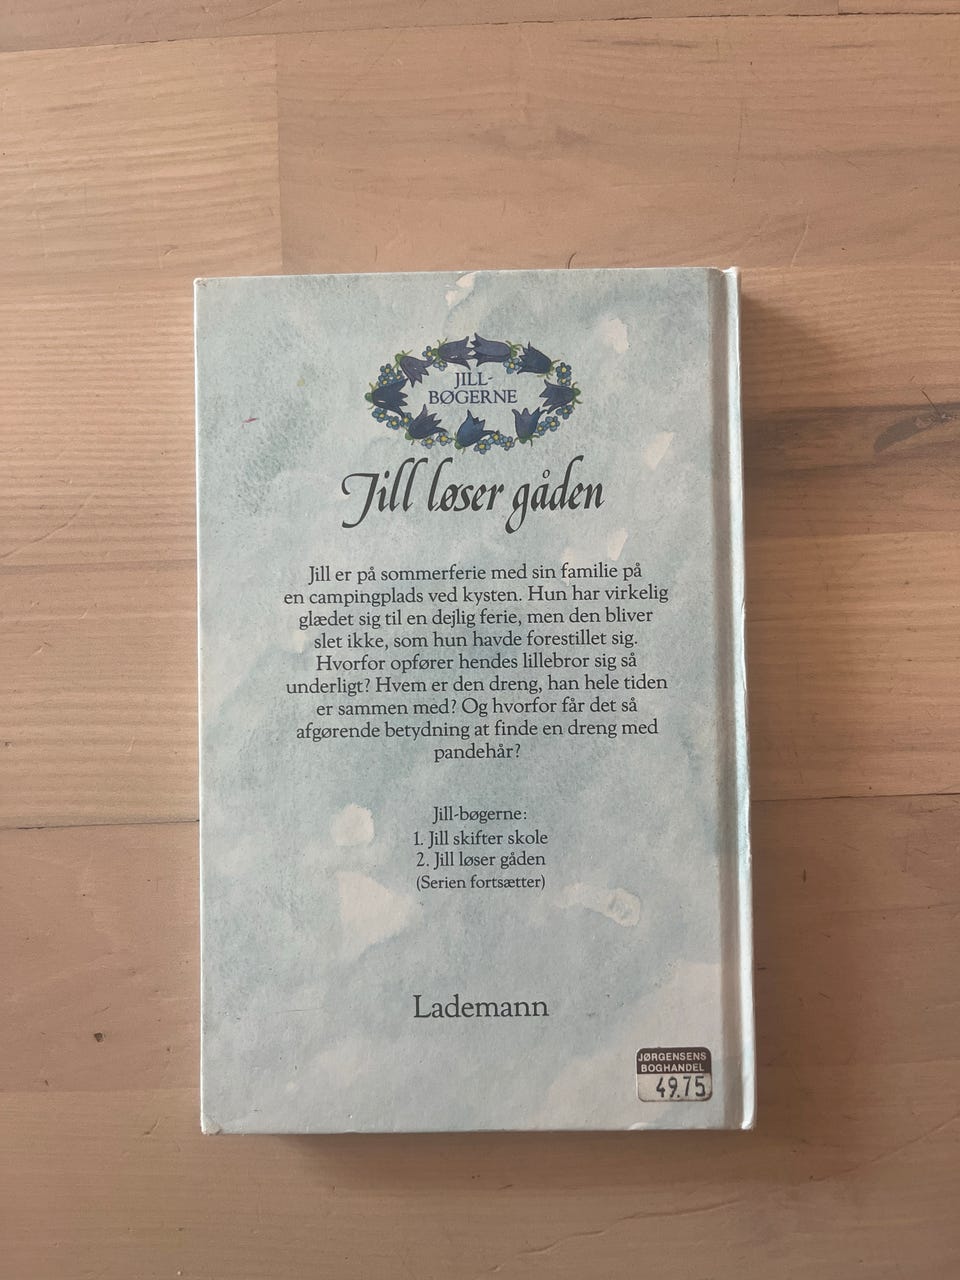 JILL-
BØGERNE
Jill løser gåden
Jill er på sommerferie med sin familie på
en campingplads ved kysten. Hun har virkelig
glædet sig til en dejlig ferie, men den bliver
slet ikke, som hun havde forestillet sig.
Hvorfor opfører hendes lillebror sig så
underligt? Hvem er den dreng, han hele tiden
er sammen med? Og hvorfor får det så
afgørende betydning at finde en dreng med
pandehår?
Jill-bøgerne:
1. Jill skifter skole
2. Jill løser gåden
(Serien fortsætter)
Lademann
JØRGENSENS
BOGHANDEL
49.75